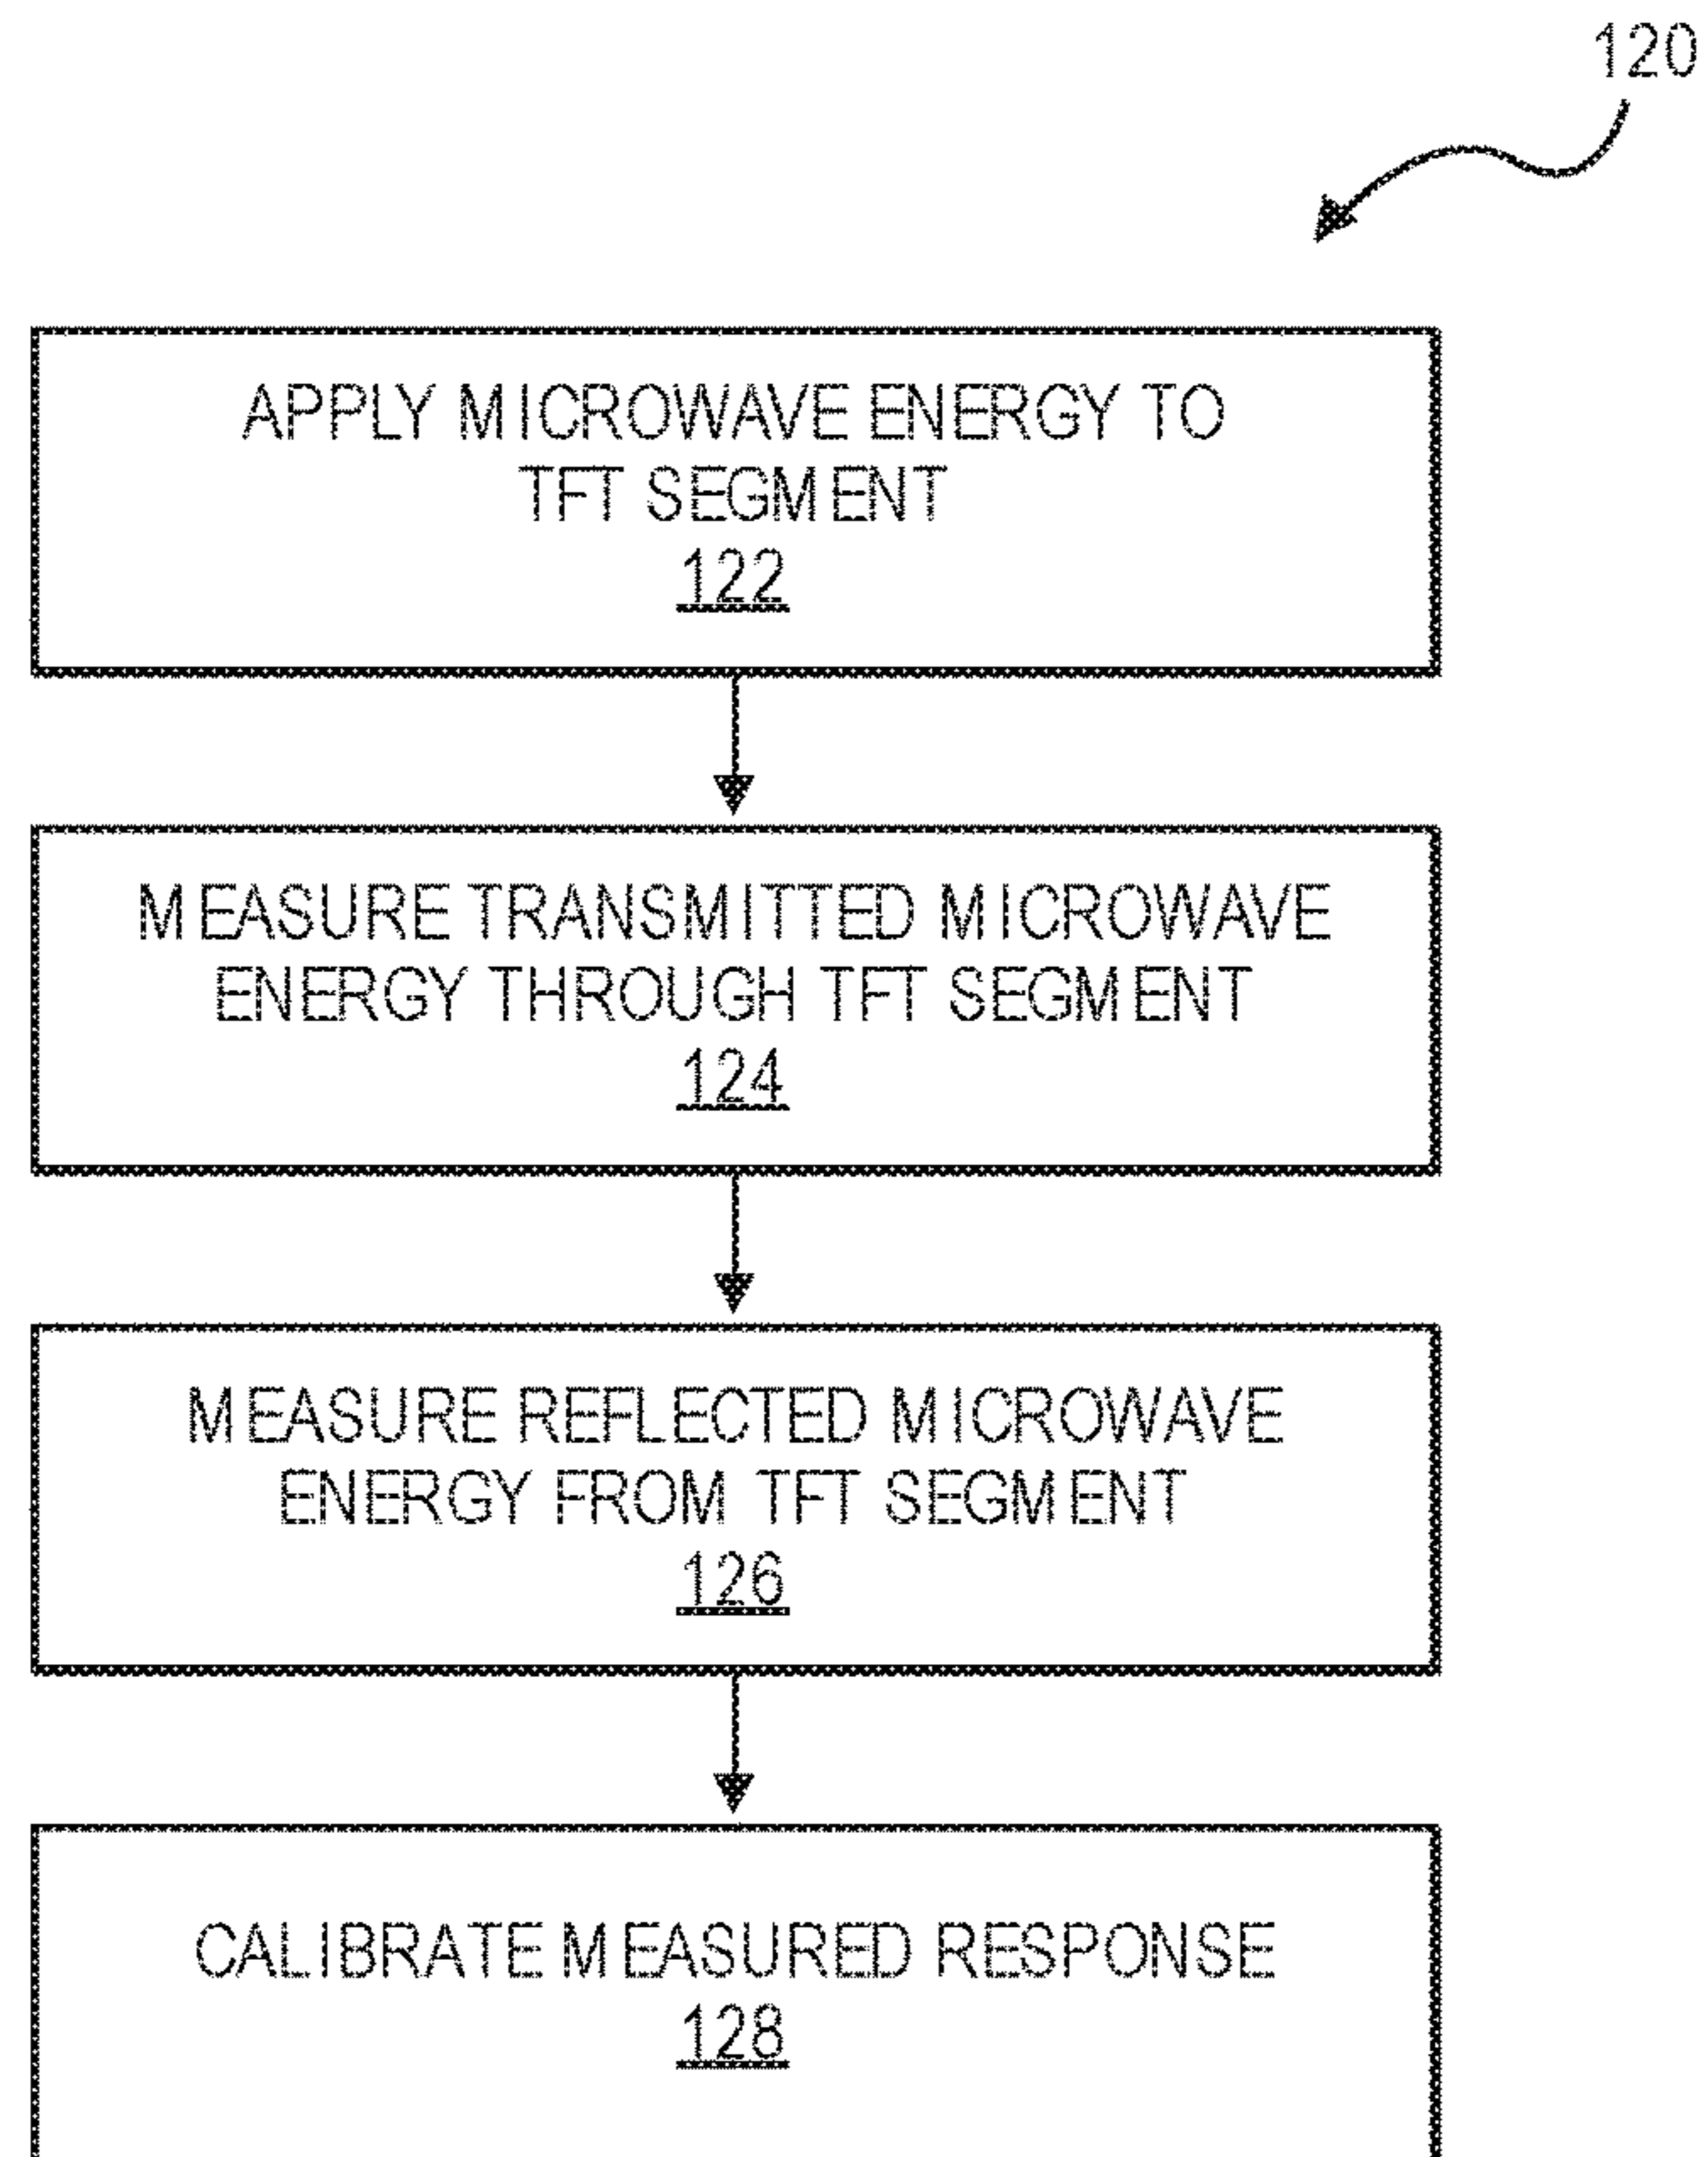 120
APPLY MICROWAVE ENERGY TO
TFT SEGMENT
122
MEASURE TRANSMITTED MICROWAVE
ENERGY THROUGH TFT SEGMENT
124
MEASURE REFLECTED MICROWAVE
ENERGY FROM TFT SEGMENT
126
CALIBRATE MEASURED RESPONSE
128